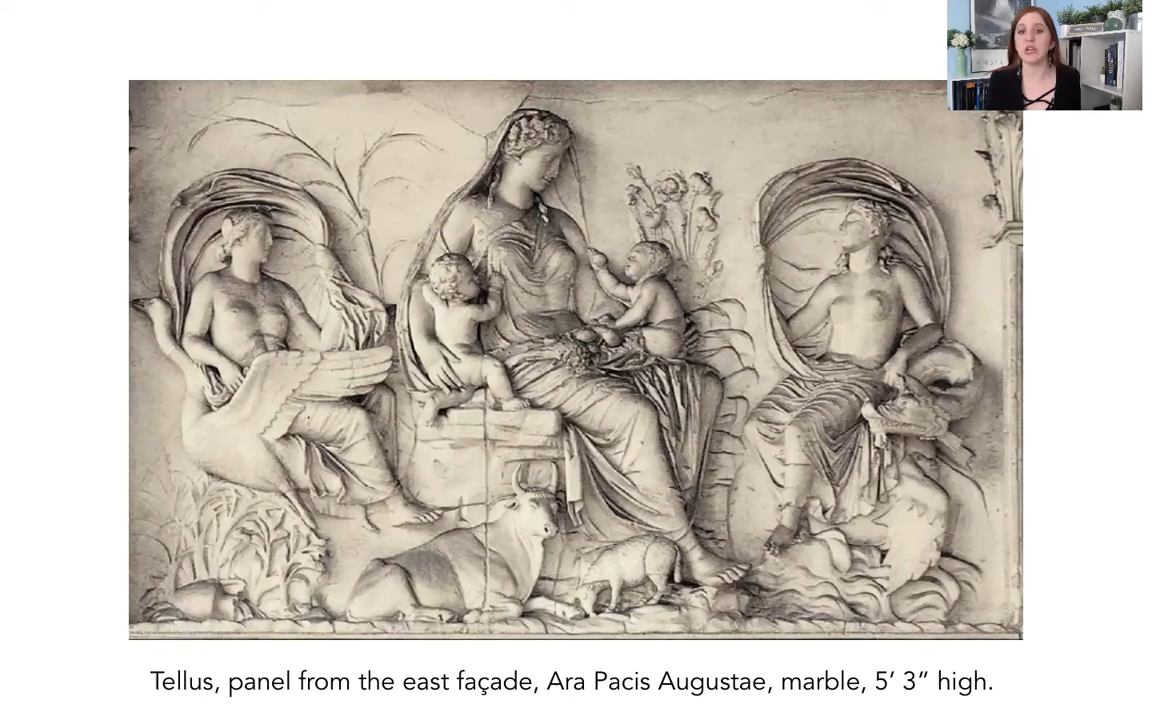 Tellus, panel from the east façade, Ara Pacis Augustae, marble, 5’ 3” high.